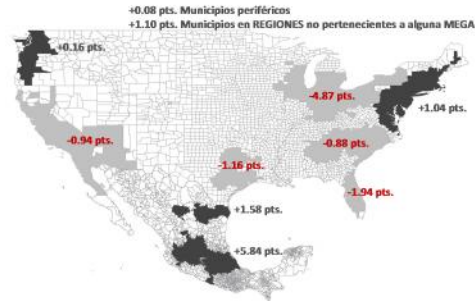 +0.08 pts. Municipios periféricos
+1.10 pts. Municipios en REGIONES no pertenecientes a alguna MEGA
+0.16 pts.
-4.87 pts.
+1.04 pts.
-0.94 pts.
-0.88 pts.
-1.16 pts.
-1.94 pts.
+1.58 pts.
+5.84 pts.